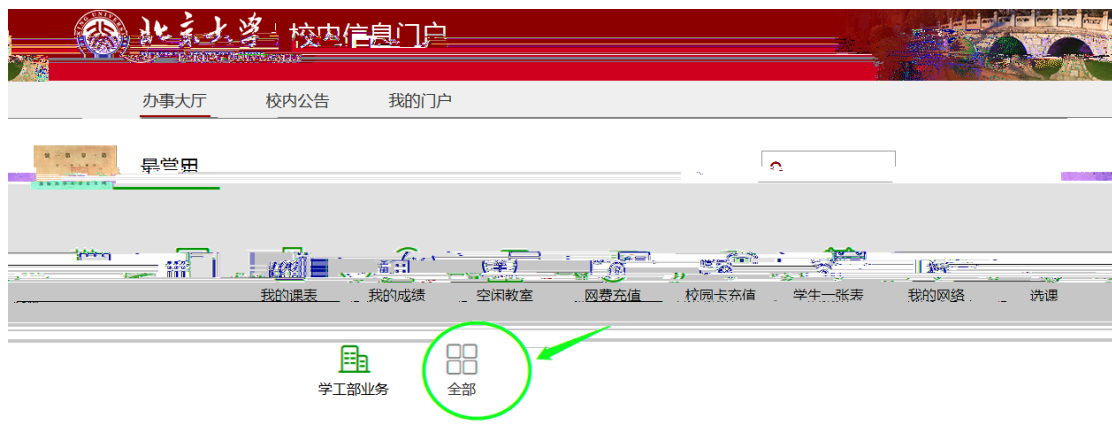 北京大学 校内信息门户
办事大厅 校内公告 我的门户
最常用
我的课表 我的成绩 空闲教室 网费充值 校园卡充值 学生一张表 我的网络 选课
学工部业务 全部